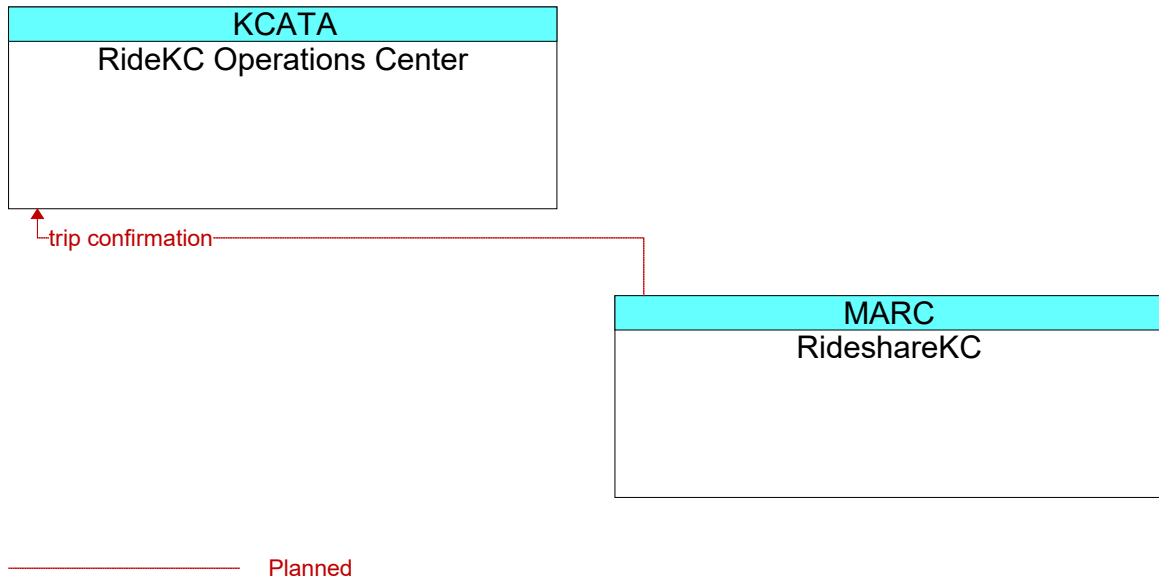 KCATA
RideKC Operations Center
trip confirmation
MARC
RideshareKC
Planned